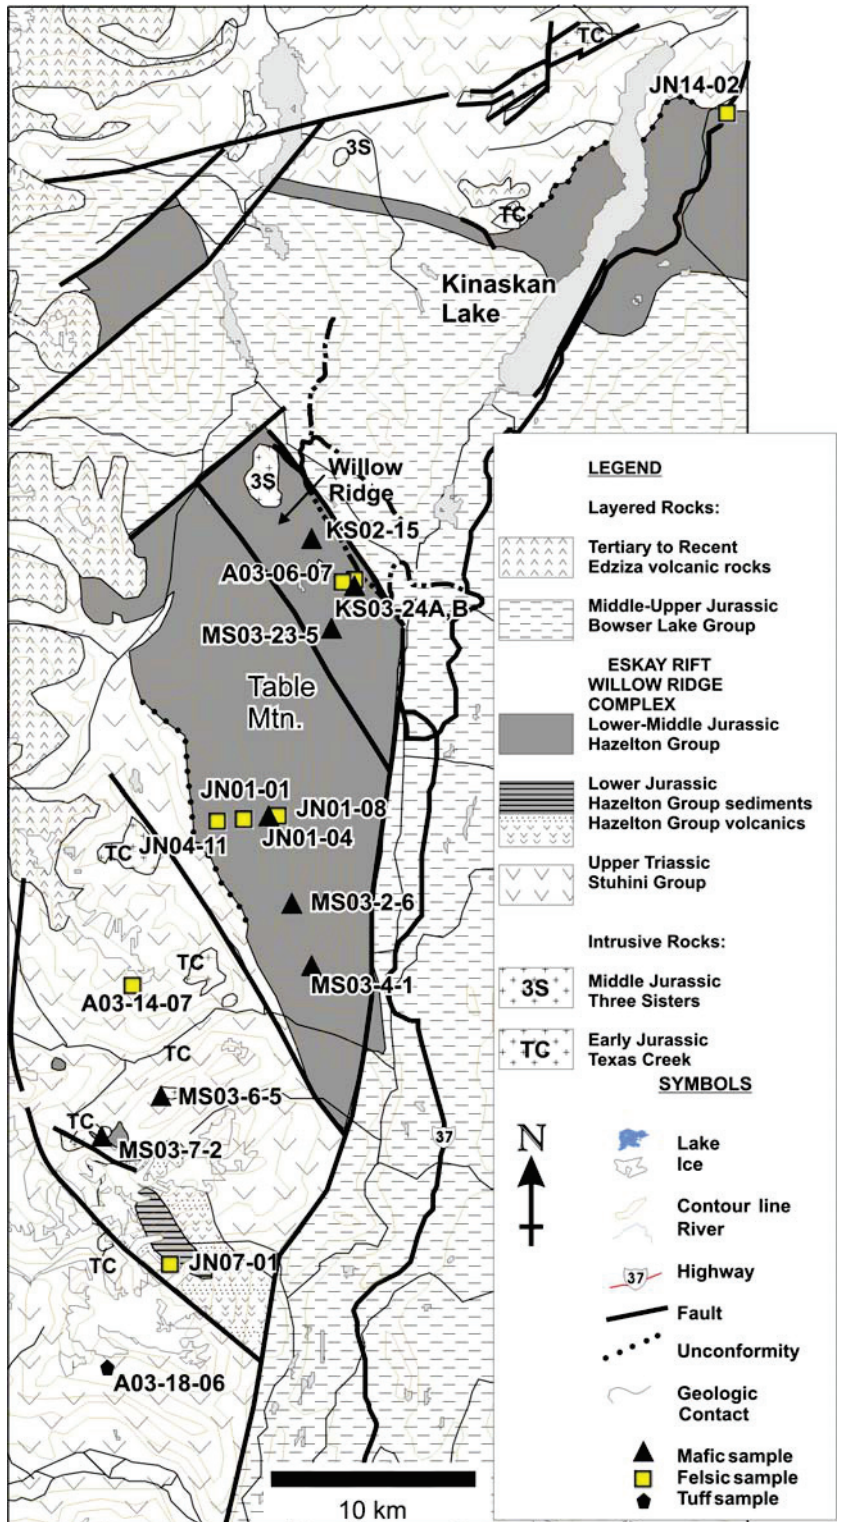 TC
JN14-02
3S
TC
Kinaskan
Lake
3S
Willow
Ridge
KS02-15
A03-06-07
KS03-24A,B
MS03-23-5
Table
Mtn.
JN01-01
JN01-08
JN01-04
JN04-11
TC
MS03-2-6
TC
MS03-4-1
A03-14-07
TC
MS03-6-5
TC
MS03-7-2
37
TC
JN07-01
A03-18-06
10 km
LEGEND
Layered Rocks:
Tertiary to Recent
Edziza volcanic rocks
Middle-Upper Jurassic
Bowser Lake Group
ESKAY RIFT
WILLOW RIDGE
COMPLEX
Lower-Middle Jurassic
Hazelton Group
Lower Jurassic
Hazelton Group sediments
Hazelton Group volcanics
Upper Triassic
Stuhini Group
Intrusive Rocks:
3S
Middle Jurassic
Three Sisters
TC
Early Jurassic
Texas Creek
SYMBOLS
N
Lake
Ice
Contour line
River
37
Highway
Fault
Unconformity
Geologic
Contact
Mafic sample
Felsic sample
Tuff sample